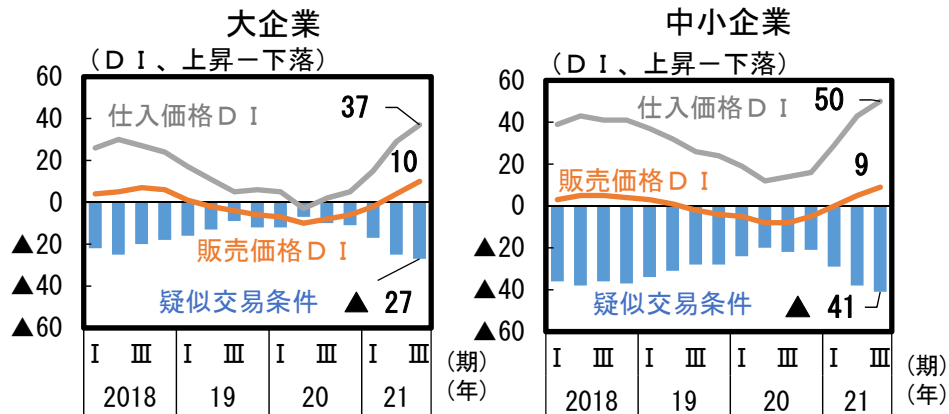 大企業
(ＤＩ、上昇－下落)
60
40
20
0
▲ 20
▲ 40
▲ 60
仕入価格ＤＩ
37
10
販売価格ＤＩ
疑似交易条件
▲ 27
Ⅰ Ⅲ Ⅰ Ⅲ Ⅰ Ⅲ Ⅰ Ⅲ (期)
2018 19 20 21 (年)
中小企業
(ＤＩ、上昇－下落)
60
40
20
0
▲ 20
▲ 40
▲ 60
仕入価格ＤＩ
50
9
販売価格ＤＩ
疑似交易条件
▲ 41
Ⅰ Ⅲ Ⅰ Ⅲ Ⅰ Ⅲ Ⅰ Ⅲ (期)
2018 19 20 21 (年)